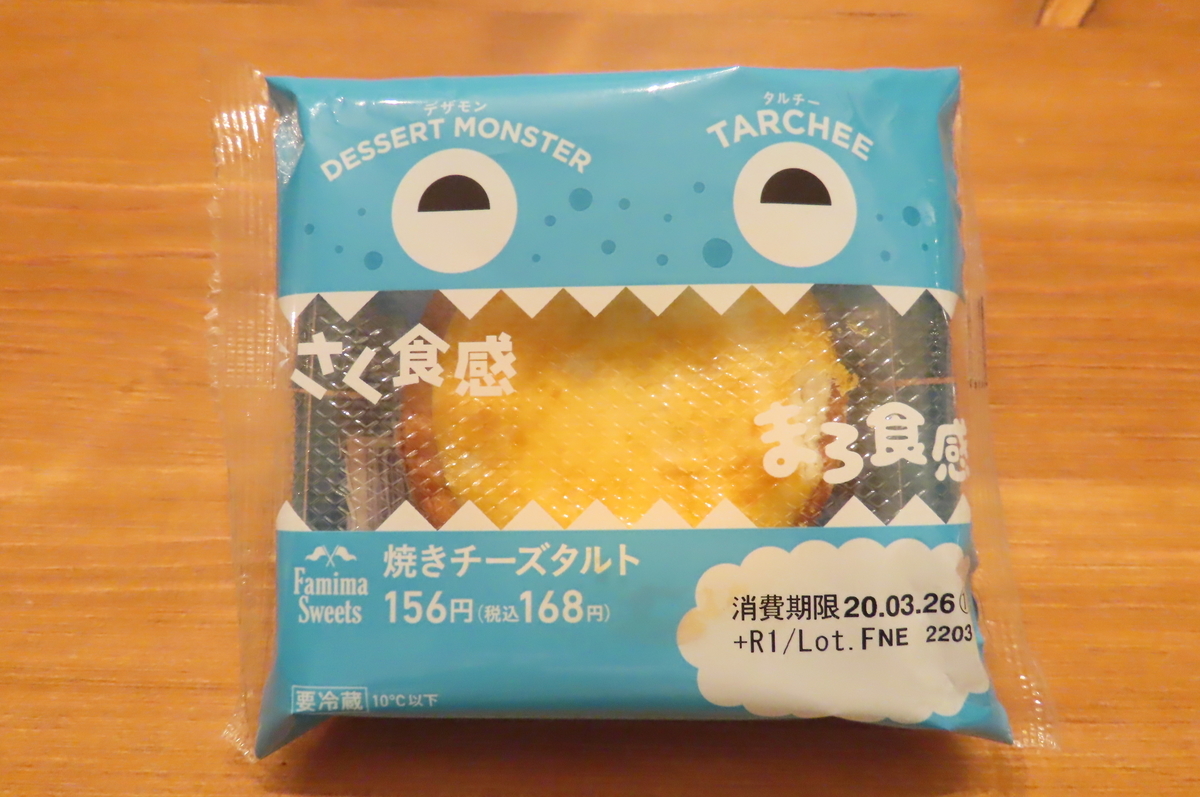 デザモン
DESSERT MONSTER
タルチー
TARCHEE
さく食感
まろ食感
Famima
Sweets
焼きチーズタルト
156円(税込168円)
消費期限20.03.26
+R1/Lot.FNE 2203
要冷蔵 10℃以下